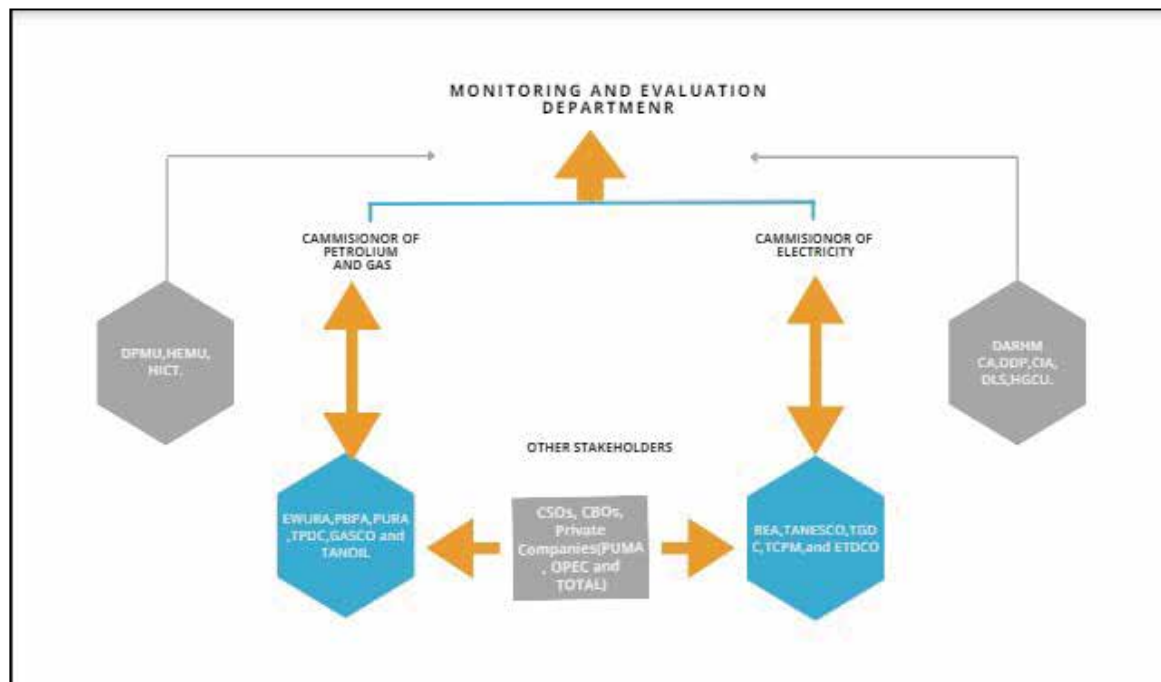 MONITORING AND EVALUATION
DEPARTMENR
CAMMISIONOR OF
PETROLIUM
AND GAS
CAMMISIONOR OF
ELECTRICITY
DPMU,HEMU,
HICT.
DARHM
CA,DDP,CIA,
DLS,HGCU.
OTHER STAKEHOLDERS
EWURA,PBPA,PURA
,TPDC,GASCO and
TANOIL
CSOs, CBOs,
Private
Companies(PUMA
, OPEC and
TOTAL)
REA,TANESCO,TGD
C,TCPM,and ETDCO